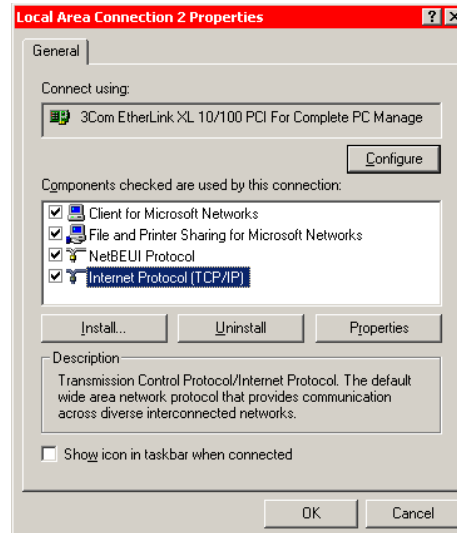 Local Area Connection 2 Properties
General
Connect using:
3Com EtherLink XL 10/100 PCI For Complete PC Manage
Configure
Components checked are used by this connection:
Client for Microsoft Networks
File and Printer Sharing for Microsoft Networks
NetBEUI Protocol
Internet Protocol (TCP/IP)
Install... Uninstall Properties
Description
Transmission Control Protocol/Internet Protocol. The default
wide area network protocol that provides communication
across diverse interconnected networks.
Show icon in taskbar when connected
OK Cancel